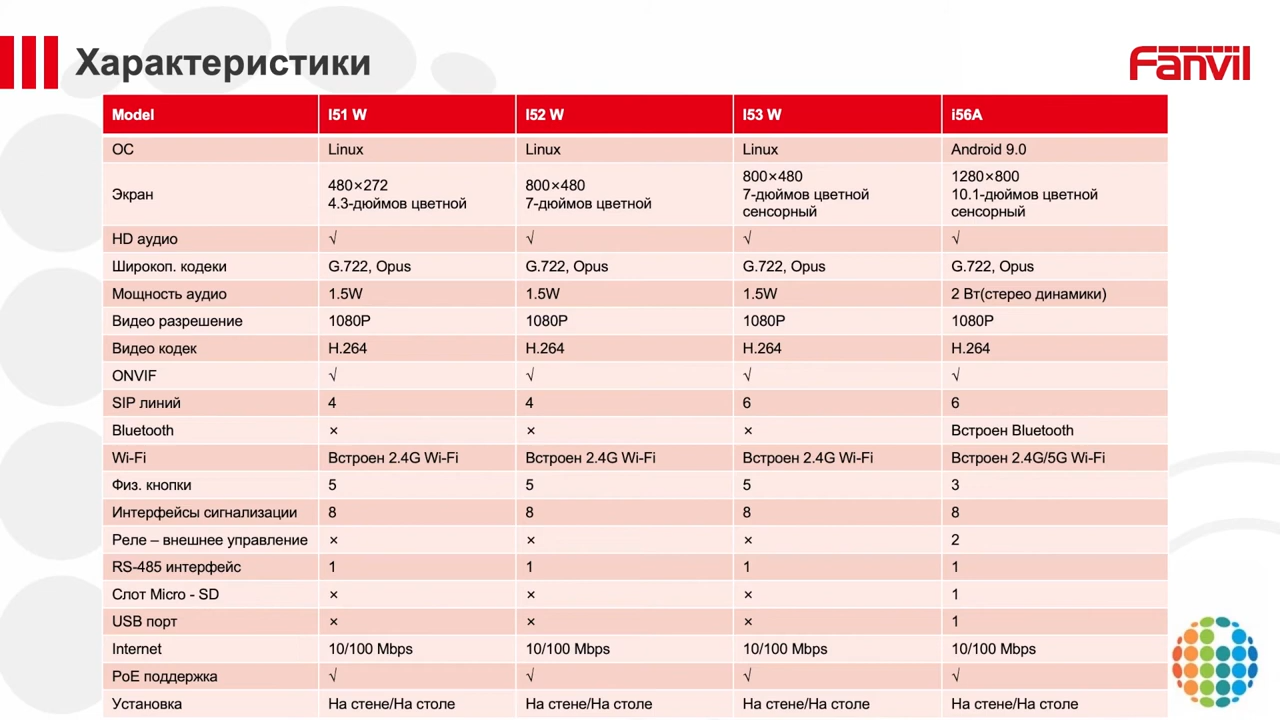 Характеристики
Fanvil
Model I51 W I52 W I53 W i56A
ОС Linux Linux Linux Android 9.0
Экран 480×272 4.3-дюймов цветной 800×480 7-дюймов цветной 800×480 7-дюймов цветной сенсорный 1280×800 10.1-дюймов цветной сенсорный
HD аудио √ √ √ √
Широкоп. кодеки G.722, Opus G.722, Opus G.722, Opus G.722, Opus
Мощность аудио 1.5W 1.5W 1.5W 2 Вт(стерео динамики)
Видео разрешение 1080P 1080P 1080P 1080P
Видео кодек H.264 H.264 H.264 H.264
ONVIF √ √ √ √
SIP линий 4 4 6 6
Bluetooth × × × Встроен Bluetooth
Wi-Fi Встроен 2.4G Wi-Fi Встроен 2.4G Wi-Fi Встроен 2.4G Wi-Fi Встроен 2.4G/5G Wi-Fi
Физ. кнопки 5 5 5 3
Интерфейсы сигнализации 8 8 8 8
Реле – внешнее управление × × × 2
RS-485 интерфейс 1 1 1 1
Слот Micro - SD × × × 1
USB порт × × × 1
Internet 10/100 Mbps 10/100 Mbps 10/100 Mbps 10/100 Mbps
PoE поддержка √ √ √ √
Установка На стене/На столе На стене/На столе На стене/На столе На стене/На столе